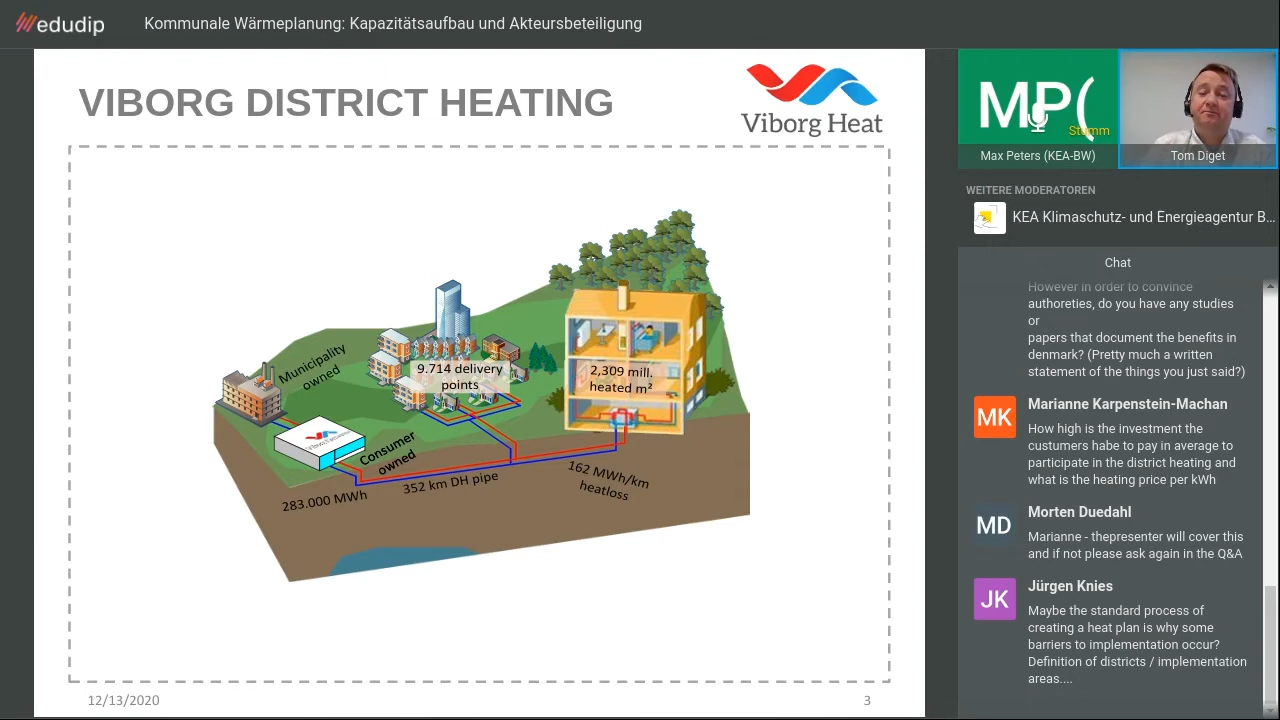 edudip
Kommunale Wärmeplanung: Kapazitätsaufbau und Akteursbeteiligung
VIBORG DISTRICT HEATING
Viborg Heat
Municipality
owned
9.714 delivery
points
2,309 mill.
heated m²
Consumer
owned
283.000 MWh
352 km DH pipe
162 MWh/km
heatloss
12/13/2020
3
MP(
Stumm
Max Peters (KEA-BW)
Tom Diget
WEITERE MODERATOREN
KEA Klimaschutz- und Energieagentur B...
Chat
However in order to convince
authoreties, do you have any studies
or
papers that document the benefits in
denmark? (Pretty much a written
statement of the things you just said?)
MK
Marianne Karpenstein-Machan
How high is the investment the
custumers habe to pay in average to
participate in the district heating and
what is the heating price per kWh
MD
Morten Duedahl
Marianne - thepresenter will cover this
and if not please ask again in the Q&A
JK
Jürgen Knies
Maybe the standard process of
creating a heat plan is why some
barriers to implementation occur?
Definition of districts / implementation
areas....